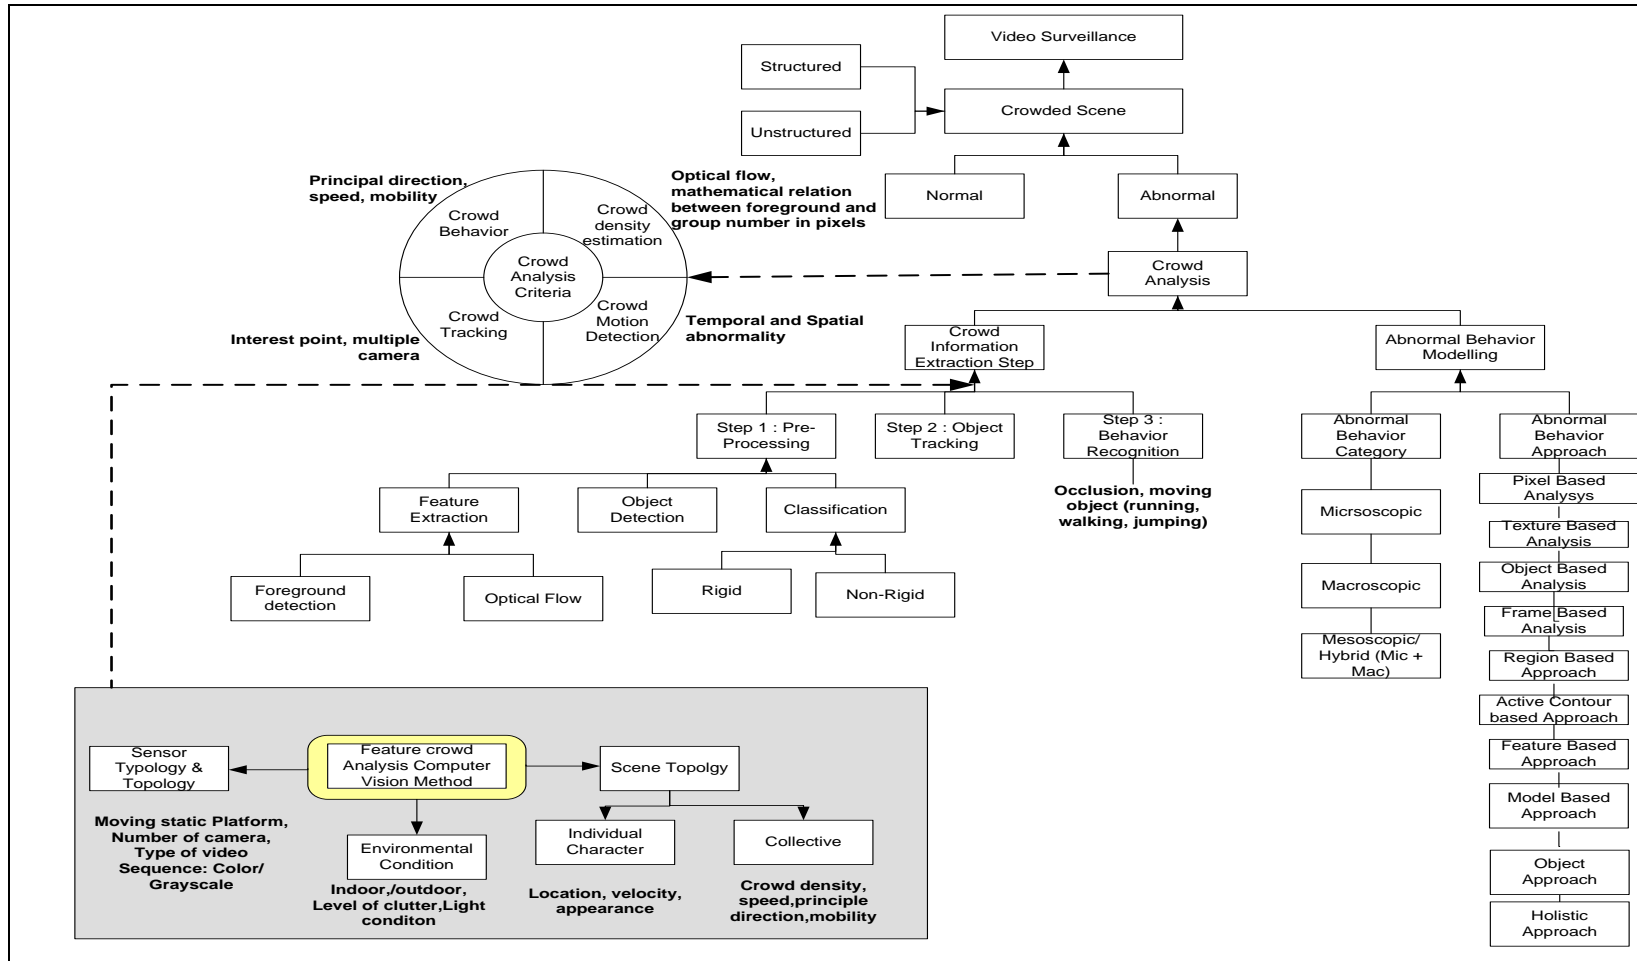 Video Surveillance
Structured
Crowded Scene
Unstructured
Normal
Abnormal
Crowd
Analysis
Principal direction,
speed, mobility
Optical flow,
mathematical relation
between foreground and
group number in pixels
Crowd
Behavior
Crowd
density
estimation
Crowd
Analysis
Criteria
Crowd
Tracking
Crowd
Motion
Detection
Interest point, multiple
camera
Temporal and Spatial
abnormality
Crowd
Information
Extraction Step
Abnormal Behavior
Modelling
Step 1 : Pre-
Processing
Step 2 : Object
Tracking
Step 3 :
Behavior
Recognition
Occlusion, moving
object (running,
walking, jumping)
Feature
Extraction
Object
Detection
Classification
Foreground
detection
Optical Flow
Rigid
Non-Rigid
Abnormal
Behavior
Category
Micrsoscopic
Macroscopic
Mesoscopic/
Hybrid (Mic +
Mac)
Abnormal
Behavior
Approach
Pixel Based
Analysys
Texture Based
Analysis
Object Based
Analysis
Frame Based
Analysis
Region Based
Approach
Active Contour
based Approach
Feature Based
Approach
Model Based
Approach
Object
Approach
Holistic
Approach
Sensor
Typology &
Topology
Feature crowd
Analysis Computer
Vision Method
Scene Topolgy
Moving static Platform,
Number of camera,
Type of video
Sequence: Color/
Grayscale
Environmental
Condition
Indoor,/outdoor,
Level of clutter,Light
conditon
Individual
Character
Location, velocity,
appearance
Collective
Crowd density,
speed,principle
direction,mobility